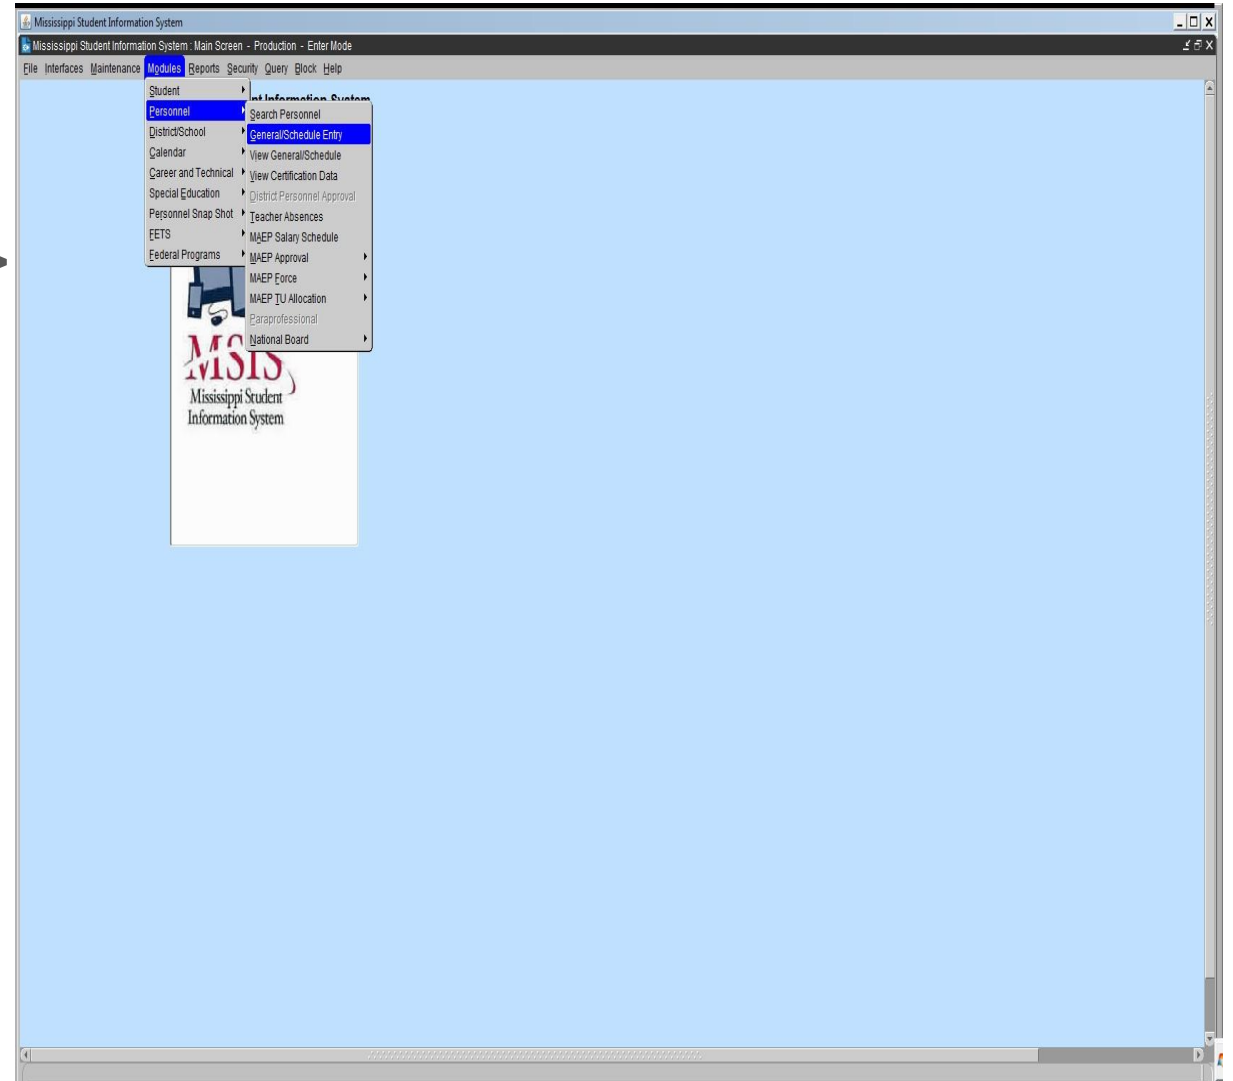 Mississippi Student Information System
Mississippi Student Information System : Main Screen - Production - Enter Mode
File Interfaces Maintenance Modules Reports Security Query Block Help
Student
Personnel
District/School
Calendar
Career and Technical
Special Education
Personnel Snap Shot
FETS
Federal Programs
Information System
Search Personnel
General/Schedule Entry
View General/Schedule
View Certification Data
District Personnel Approval
Teacher Absences
MAEP Salary Schedule
MAEP Approval
MAEP Force
MAEP TU Allocation
Paraprofessional
National Board
MSIS
Mississippi Student
Information System